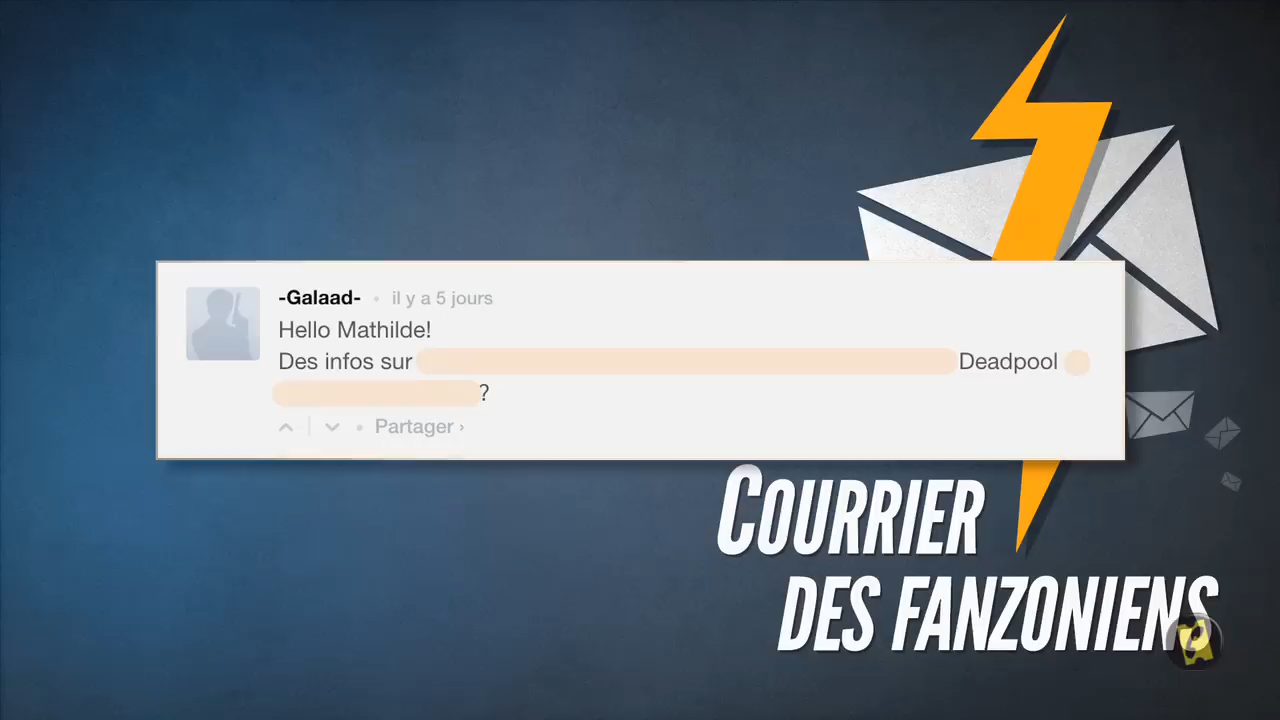 -Galaad- • il y a 5 jours
Hello Mathilde!
Des infos sur Deadpool
?
Partager ›
COURRIER
DES FANZONIENS